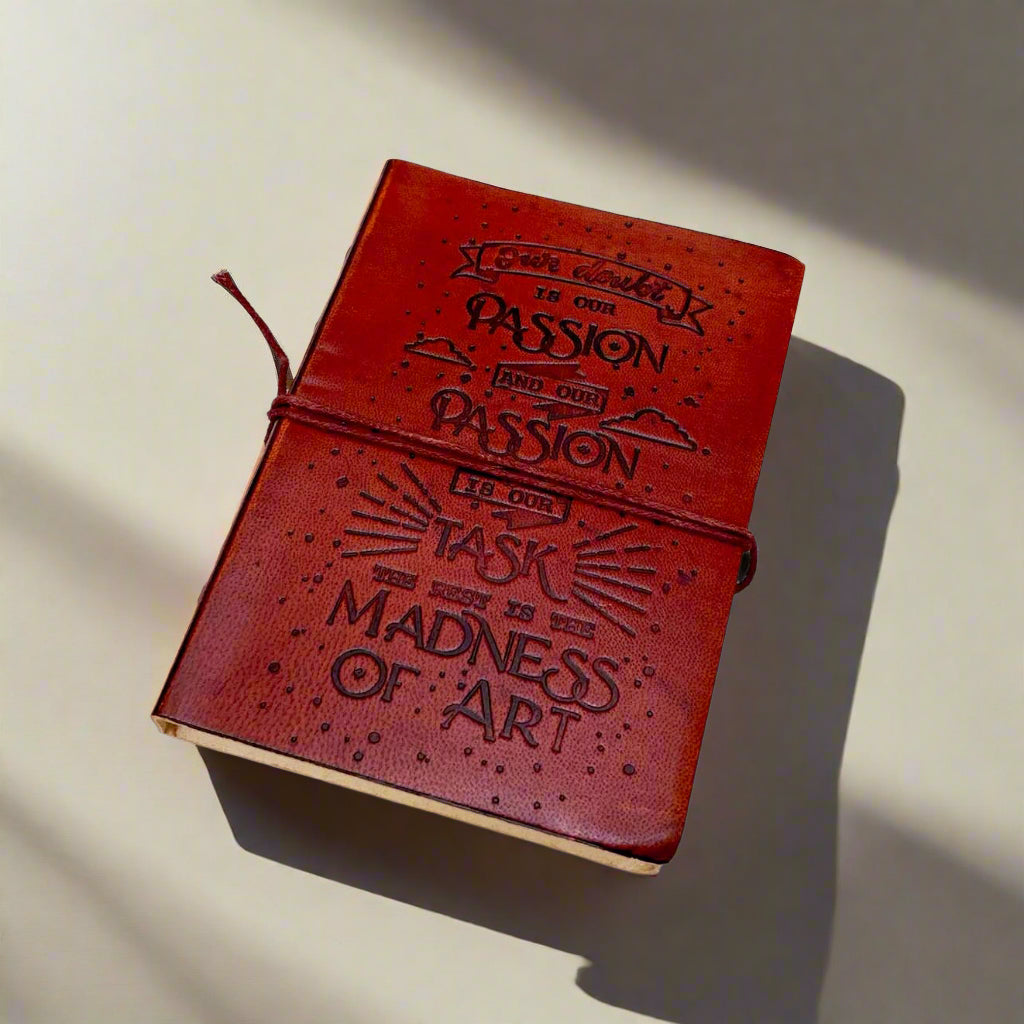 Our doubt
IS OUR
PASSION
AND OUR
PASSION
IS OUR
TASK
THE REST IS THE
MADNESS
OF ART